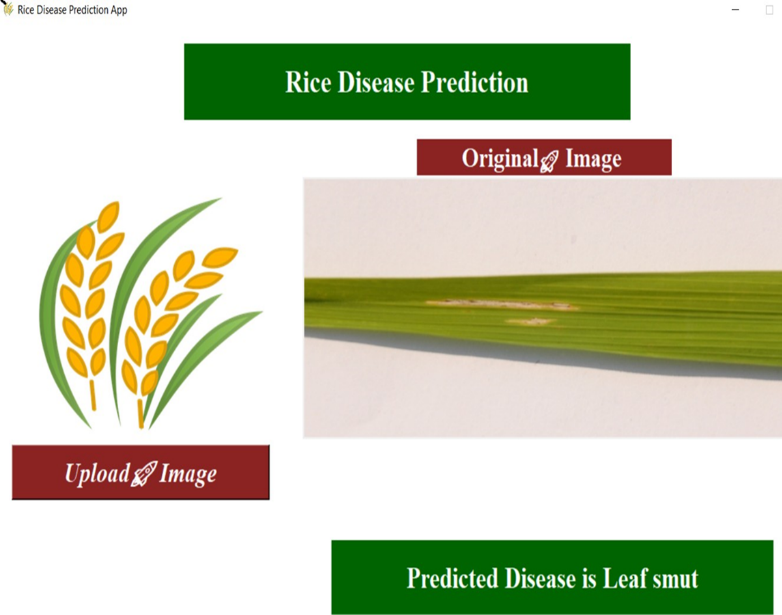 Rice Disease Prediction App
Rice Disease Prediction
Original🚀 Image
Upload🚀Image
Predicted Disease is Leaf smut